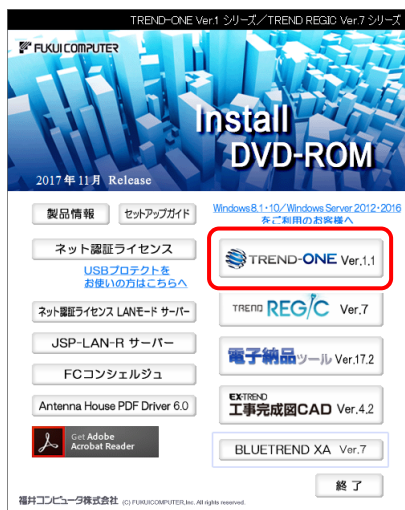 TREND-ONE Ver.1 シリーズ／TREND REGIC Ver.7 シリーズ
FUKUI COMPUTER
Install
DVD-ROM
2017年11月 Release
製品情報
セットアップガイド
Windows8.1・10／Windows Server 2012・2016
をご利用のお客様へ
ネット認証ライセンス
USBプロテクトを
お使いの方はこちらへ
ネット認証ライセンス LANモード サーバー
JSP-LAN-R サーバー
FCコンシェルジュ
Antenna House PDF Driver 6.0
Get Adobe
Acrobat Reader
TREND-ONE Ver.1.1
TREND REGIC Ver.7
電子納品ツール Ver.17.2
EX-TREND
工事完成図CAD Ver.4.2
BLUETREND XA Ver.7
終了
福井コンピュータ株式会社 (C) FUKUI COMPUTER, Inc. All rights reserved.